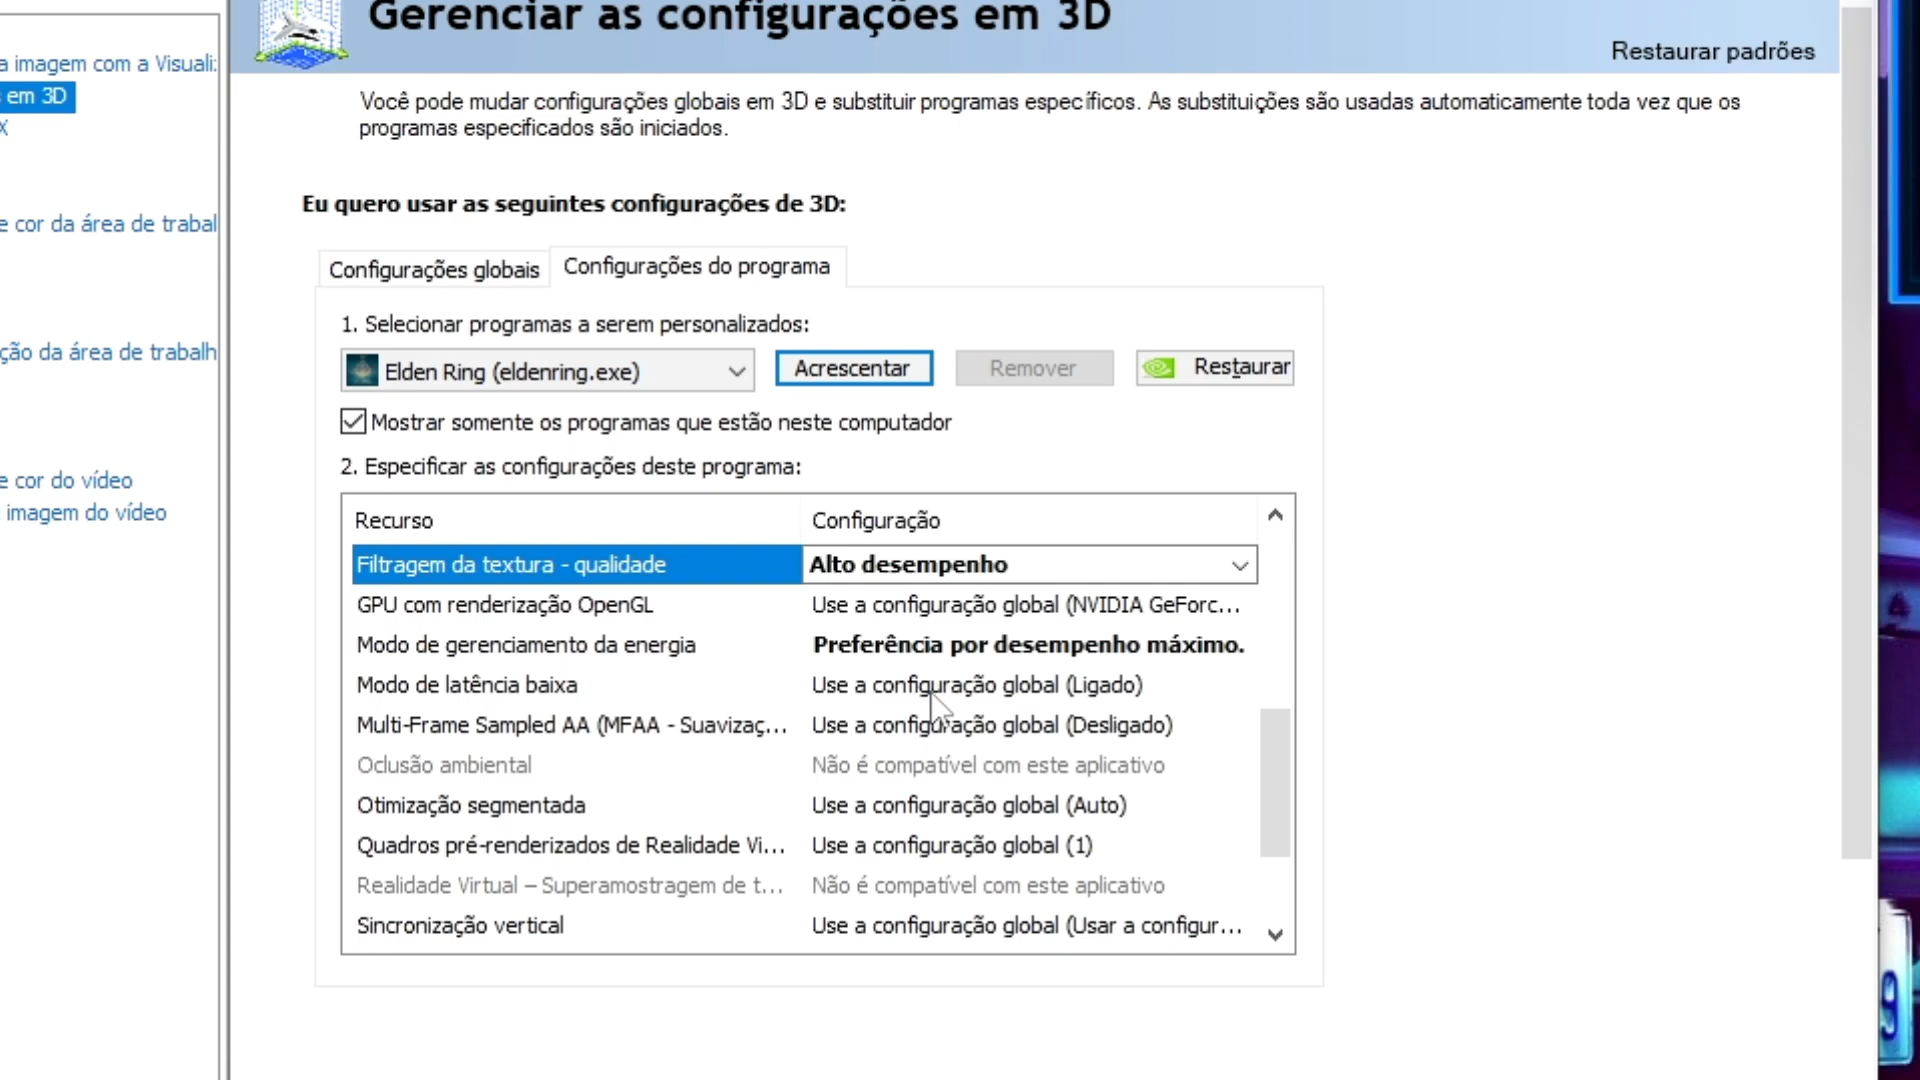 Gerenciar as configurações em 3D
Restaurar padrões
a imagem com a Visuali
em 3D
X
e cor da área de trabal
ção da área de trabalh
e cor do vídeo
imagem do vídeo
Você pode mudar configurações globais em 3D e substituir programas específicos. As substituições são usadas automaticamente toda vez que os
programas especificados são iniciados.
Eu quero usar as seguintes configurações de 3D:
Configurações globais
Configurações do programa
1. Selecionar programas a serem personalizados:
Elden Ring (eldenring.exe)
Acrescentar
Remover
Restaurar
Mostrar somente os programas que estão neste computador
2. Especificar as configurações deste programa:
Recurso Configuração
Filtragem da textura - qualidade Alto desempenho
GPU com renderização OpenGL Use a configuração global (NVIDIA GeForc...
Modo de gerenciamento da energia Preferência por desempenho máximo.
Modo de latência baixa Use a configuração global (Ligado)
Multi-Frame Sampled AA (MFAA - Suavizaç... Use a configuração global (Desligado)
Oclusão ambiental Não é compatível com este aplicativo
Otimização segmentada Use a configuração global (Auto)
Quadros pré-renderizados de Realidade Vi... Use a configuração global (1)
Realidade Virtual – Superamostragem de t... Não é compatível com este aplicativo
Sincronização vertical Use a configuração global (Usar a configur...
9